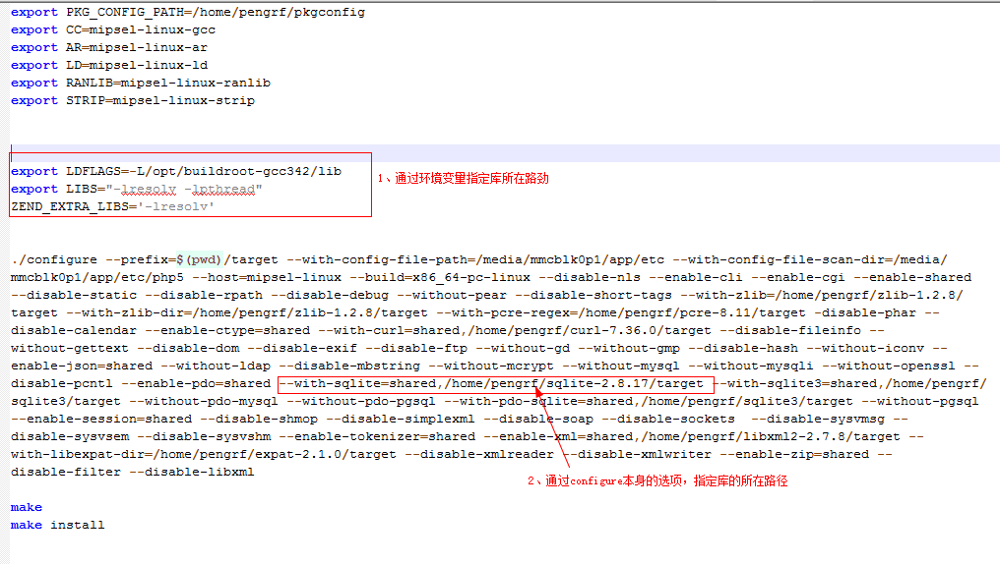 export PKG_CONFIG_PATH=/home/pengrf/pkgconfig
export CC=mipsel-linux-gcc
export AR=mipsel-linux-ar
export LD=mipsel-linux-ld
export RANLIB=mipsel-linux-ranlib
export STRIP=mipsel-linux-strip
export LDFLAGS=-L/opt/buildroot-gcc342/lib
1、通过环境变量指定库所在路劲
export LIBS="-lresolv -lpthread"
ZEND_EXTRA_LIBS='-lresolv'
./configure --prefix=$(pwd)/target --with-config-file-path=/media/mmcblk0p1/app/etc --with-config-file-scan-dir=/media/
mmcblk0p1/app/etc/php5 --host=mipsel-linux --build=x86_64-pc-linux --disable-nls --enable-cli --enable-cgi --enable-shared
--disable-static --disable-rpath --disable-debug --without-pear --disable-short-tags --with-zlib=/home/pengrf/zlib-1.2.8/
target --with-zlib-dir=/home/pengrf/zlib-1.2.8/target --with-pcre-regex=/home/pengrf/pcre-8.11/target -disable-phar --
disable-calendar --enable-ctype=shared --with-curl=shared,/home/pengrf/curl-7.36.0/target --disable-fileinfo --
without-gettext --disable-dom --disable-exif --disable-ftp --without-gd --without-gmp --disable-hash --without-iconv --
enable-json=shared --without-ldap --disable-mbstring --without-mcrypt --without-mysql --without-mysqli --without-openssl --
disable-pcntl --enable-pdo=shared --with-sqlite=shared,/home/pengrf/sqlite-2.8.17/target --with-sqlite3=shared,/home/pengrf/
sqlite3/target --without-pdo-mysql --without-pdo-pgsql --with-pdo-sqlite=shared,/home/pengrf/sqlite3/target --without-pgsql
--enable-session=shared --disable-shmop --disable-simplexml --disable-soap --disable-sockets  --disable-sysvmsg --
disable-sysvsem --disable-sysvshm --enable-tokenizer=shared --enable-xml=shared,/home/pengrf/libxml2-2.7.8/target --
with-libexpat-dir=/home/pengrf/expat-2.1.0/target --disable-xmlreader --disable-xmlwriter --enable-zip=shared --
disable-filter --disable-libxml
2、通过configure本身的选项，指定库的所在路径
make
make install